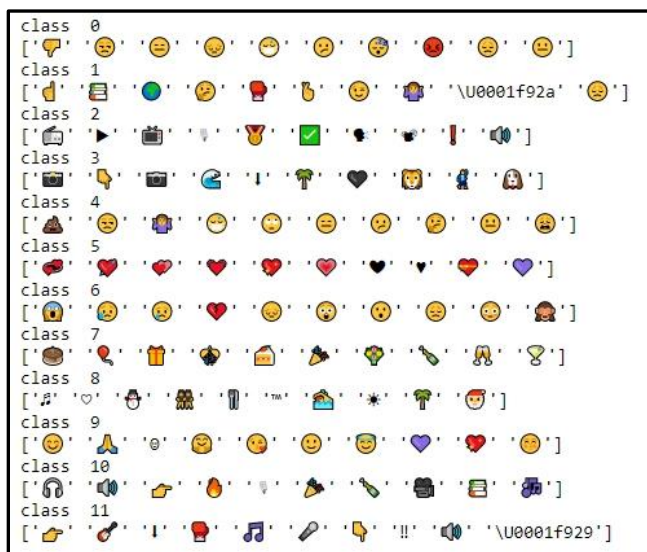 class 0
['👎' '😒' '😑' '😔' '😷' '😕' '😴' '😡' '😞' '😐']
class 1
['☝' '📚' '🌍' '🤔' '🥊' '👌' '😉' '🤷‍♀' '\U0001f92a' '😞']
class 2
['📻' '▶' '📺' '🎙' '🏅' '✅' '🗣' '📽' '❗' '🔊']
class 3
['📷' '👇' '📷' '🌊' '⬇' '🌴' '🖤' '🦁' '🚶' '🐶']
class 4
['💩' '😒' '🤷‍♀' '😷' '🙄' '😑' '😕' '🤔' '😐' '😩']
class 5
['💋' '💘' '💕' '❤' '💖' '💗' '♥' '♥' '💝' '💜']
class 6
['😱' '😢' '😥' '💔' '😔' '😲' '😮' '😞' '😳' '🙈']
class 7
['🎂' '🎈' '🎁' '🎊' '🍰' '🎉' '💐' '🍾' '🥂' '🍸']
class 8
['🎶' '♡' '⛄' '👯' '🍴' '™' '🏝' '☀' '🌴' '🎅']
class 9
['😊' '🙏' '☺' '🤗' '😘' '🙂' '😇' '💜' '💖' '😁']
class 10
['🎧' '🔊' '👉' '🔥' '🎙' '🎉' '🍾' '🎥' '📚' '🎶']
class 11
['👉' '🎸' '⬇' '🥊' '🎵' '🎤' '👇' '‼' '🔊' '\U0001f929']